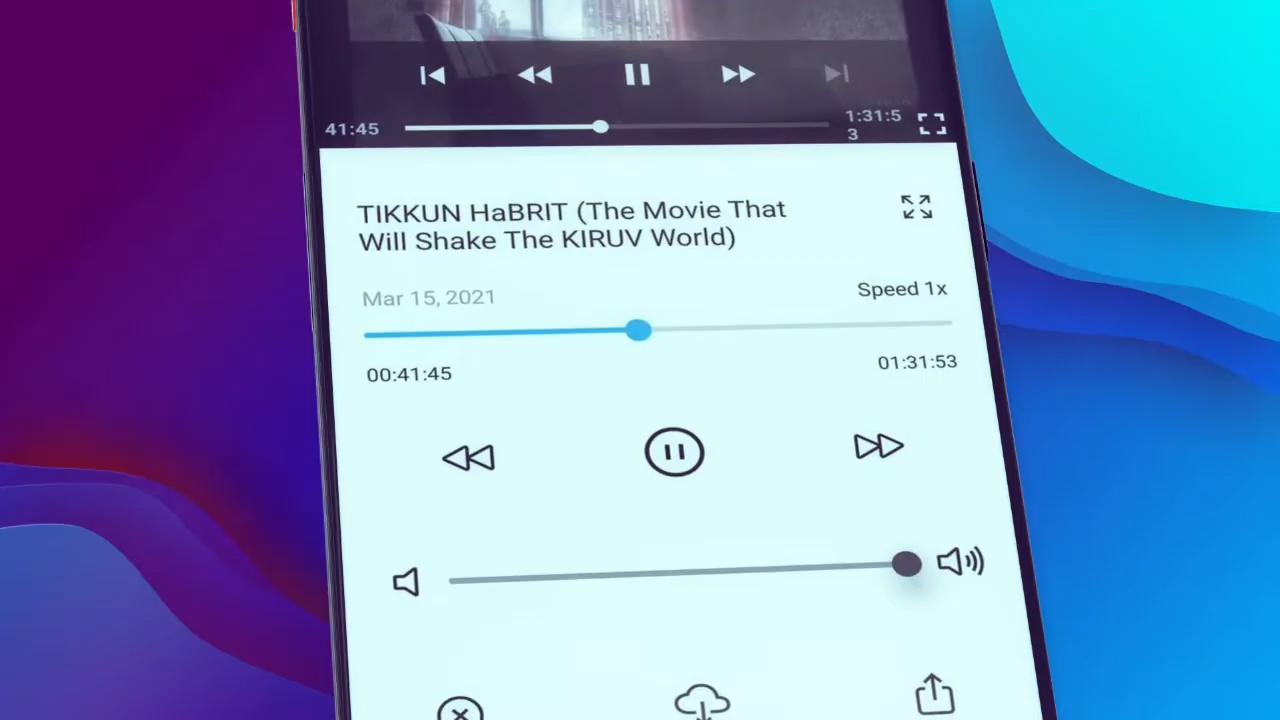 41:45
1:31:5
3
TIKKUN HaBRIT (The Movie That
Will Shake The KIRUV World)
Mar 15, 2021
Speed 1x
00:41:45
01:31:53